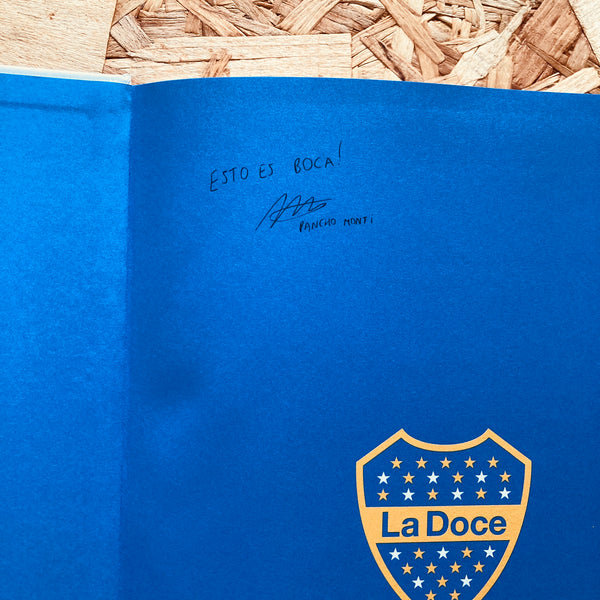 ESTO ES BOCA!
PANCHO MONTI
La Doce